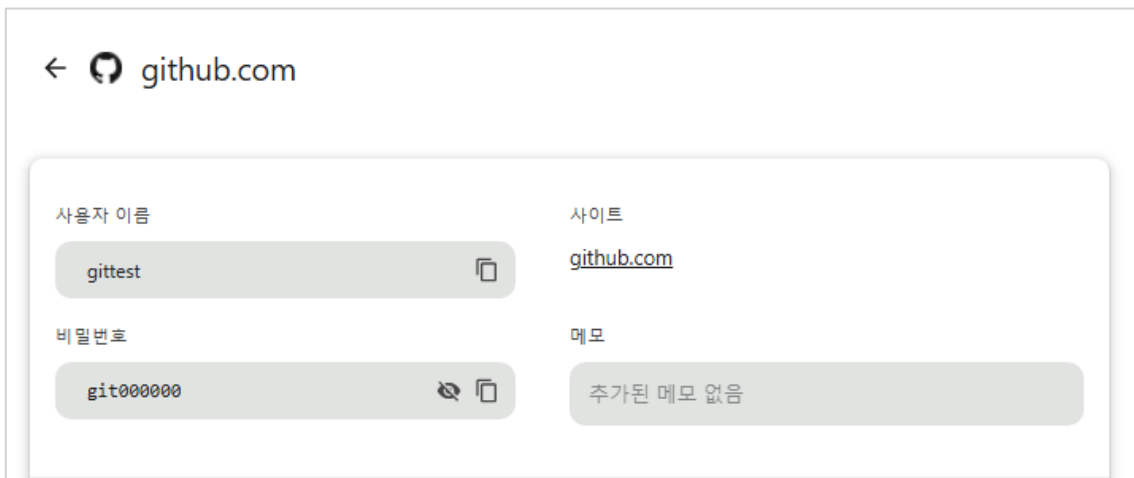 github.com
사용자 이름
사이트
gittest
github.com
비밀번호
메모
git000000
추가된 메모 없음